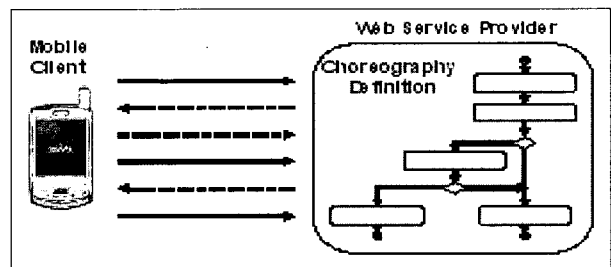 Web Service Provider
Mobile
Client
Choreography
Definition